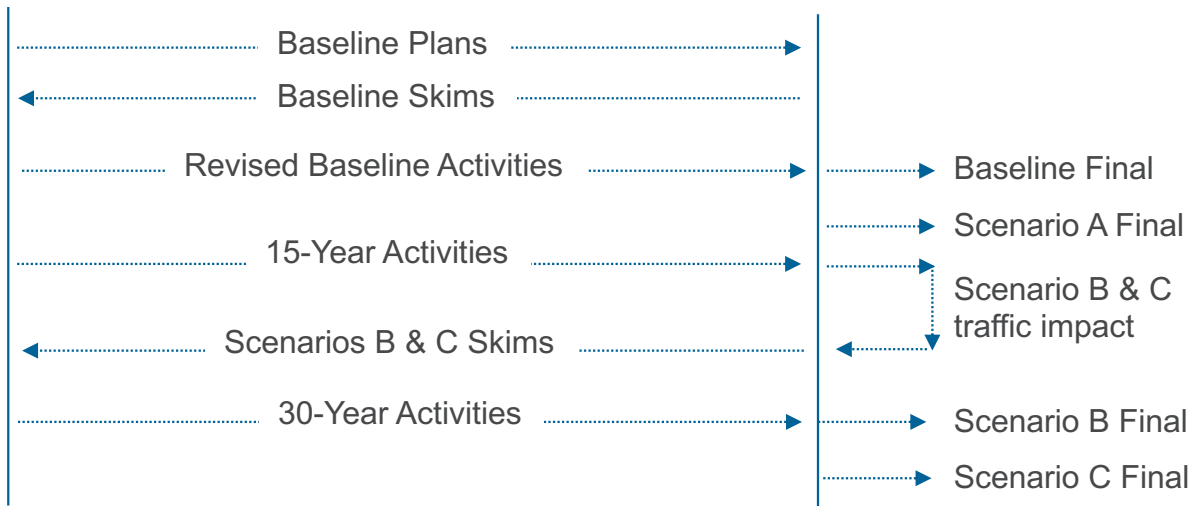 Baseline Plans
Baseline Skims
Revised Baseline Activities
Baseline Final
Scenario A Final
15-Year Activities
Scenario B & C
traffic impact
Scenarios B & C Skims
30-Year Activities
Scenario B Final
Scenario C Final